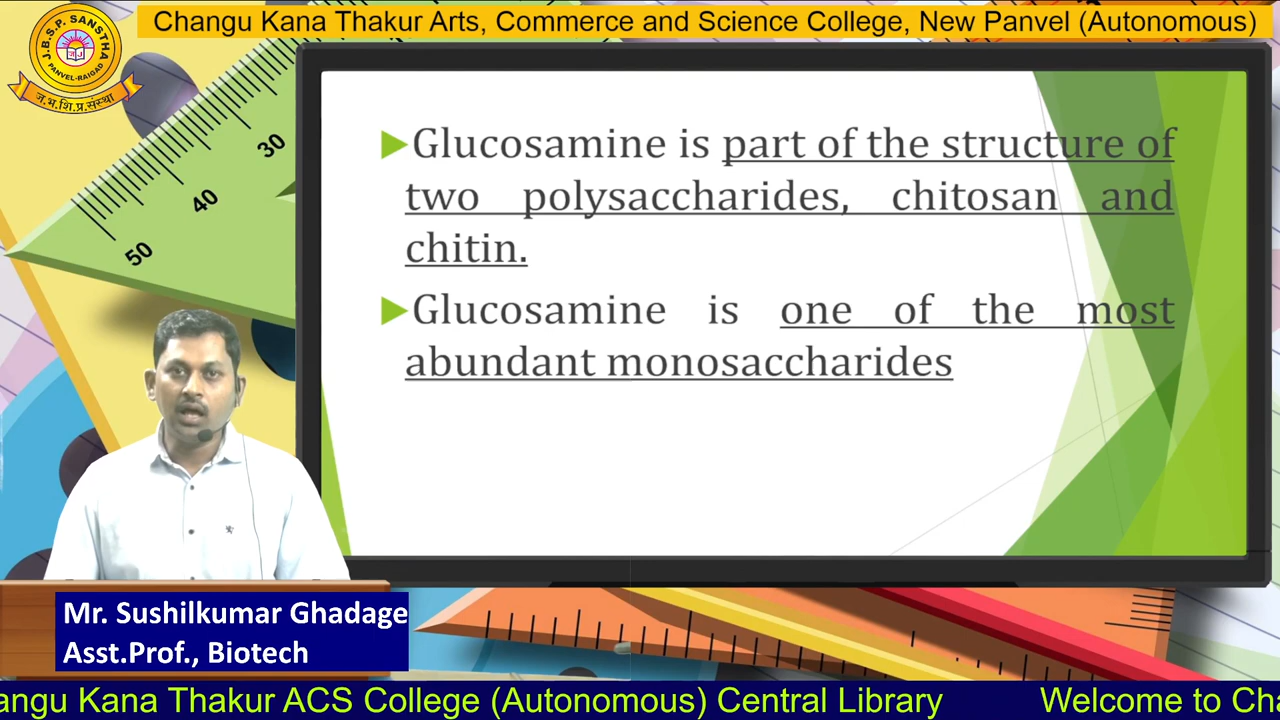 Changu Kana Thakur Arts, Commerce and Science College, New Panvel (Autonomous)
J.B.S.P. SANSTHA
PANVEL-RAIGAD
ज.भ.शि.प्र.संस्था
30
40
50
Glucosamine is part of the structure of
two polysaccharides, chitosan and
chitin.
Glucosamine is one of the most
abundant monosaccharides
Mr. Sushilkumar Ghadage
Asst.Prof., Biotech
angu Kana Thakur ACS College (Autonomous) Central Library Welcome to Cha